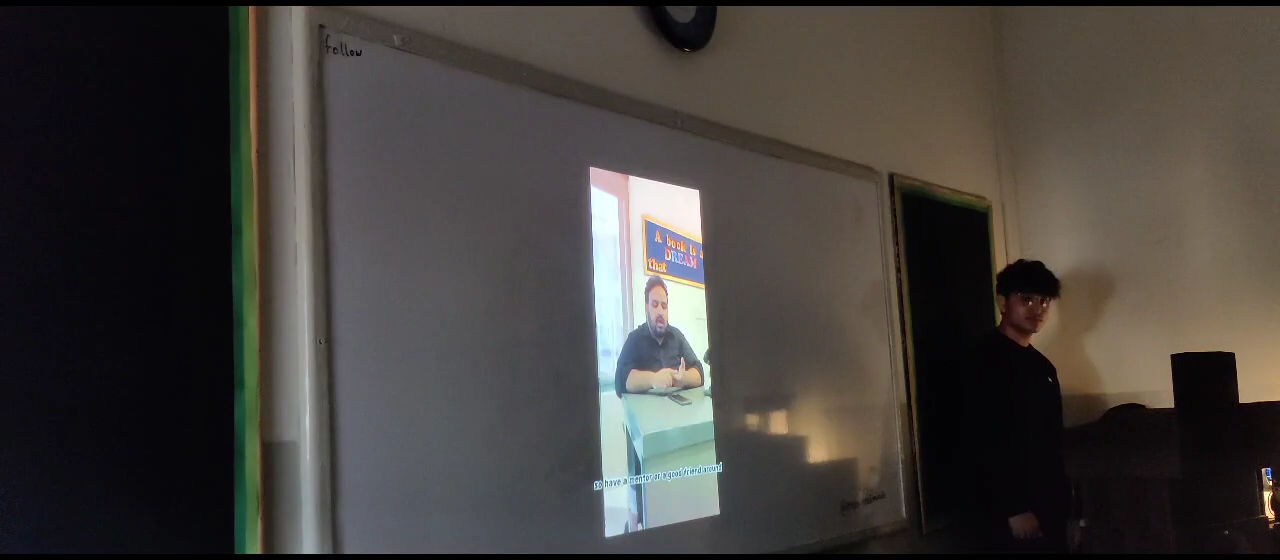 follow
A book is a
DREAM
that
so have a mentor or a good friend around